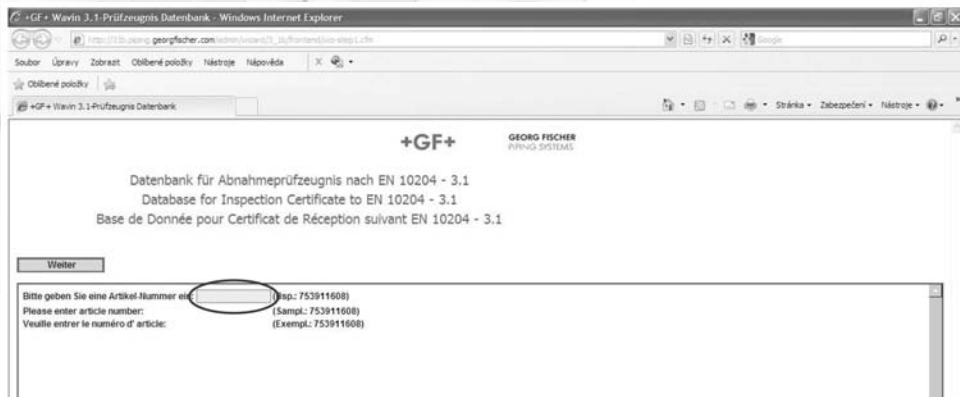 +GF+ Wavin 3.1-Prüfzeugnis Datenbank - Windows Internet Explorer
georgfischer.com
Google
Soubor Úpravy Zobrazit Oblíbené položky Nástroje Nápověda
Oblíbené položky
+GF+ Wavin 3.1-Prüfzeugnis Datenbank
Stránka Zabezpečení Nástroje
+GF+ GEORG FISCHER
PIPING SYSTEMS
Datenbank für Abnahmeprüfzeugnis nach EN 10204 - 3.1
Database for Inspection Certificate to EN 10204 - 3.1
Base de Donnée pour Certificat de Réception suivant EN 10204 - 3.1
Weiter
Bitte geben Sie eine Artikel-Nummer ein: (Bsp.: 753911608)
Please enter article number: (Sampl.: 753911608)
Veuille entrer le numéro d' article: (Exempl.: 753911608)